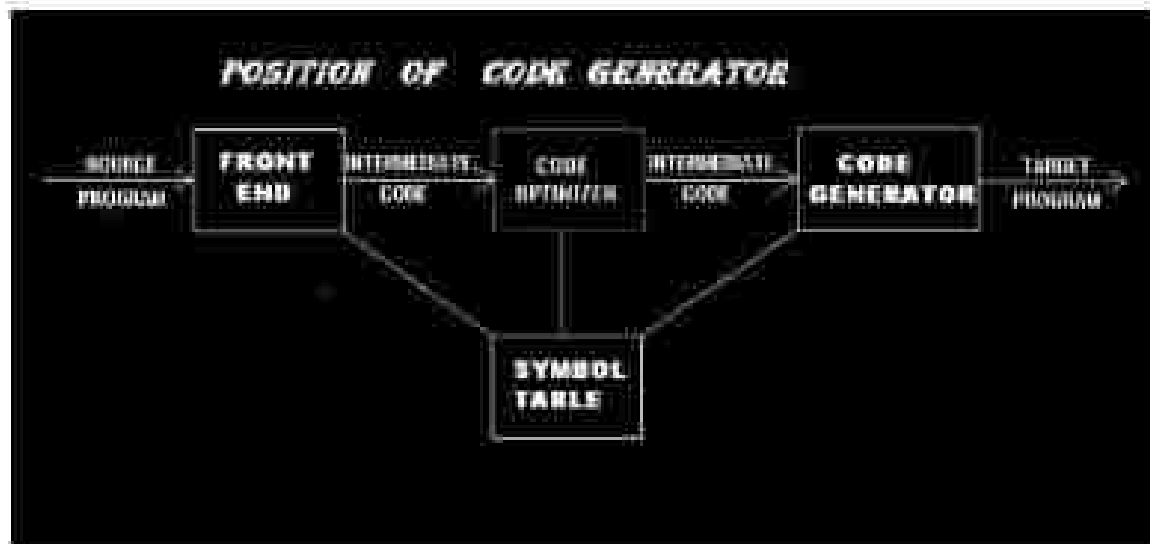 POSITION OF CODE GENERATOR
SOURCE
PROGRAM
FRONT
END
INTERMEDIATE
CODE
CODE
OPTIMIZER
INTERMEDIATE
CODE
CODE
GENERATOR
TARGET
PROGRAM
SYMBOL
TABLE